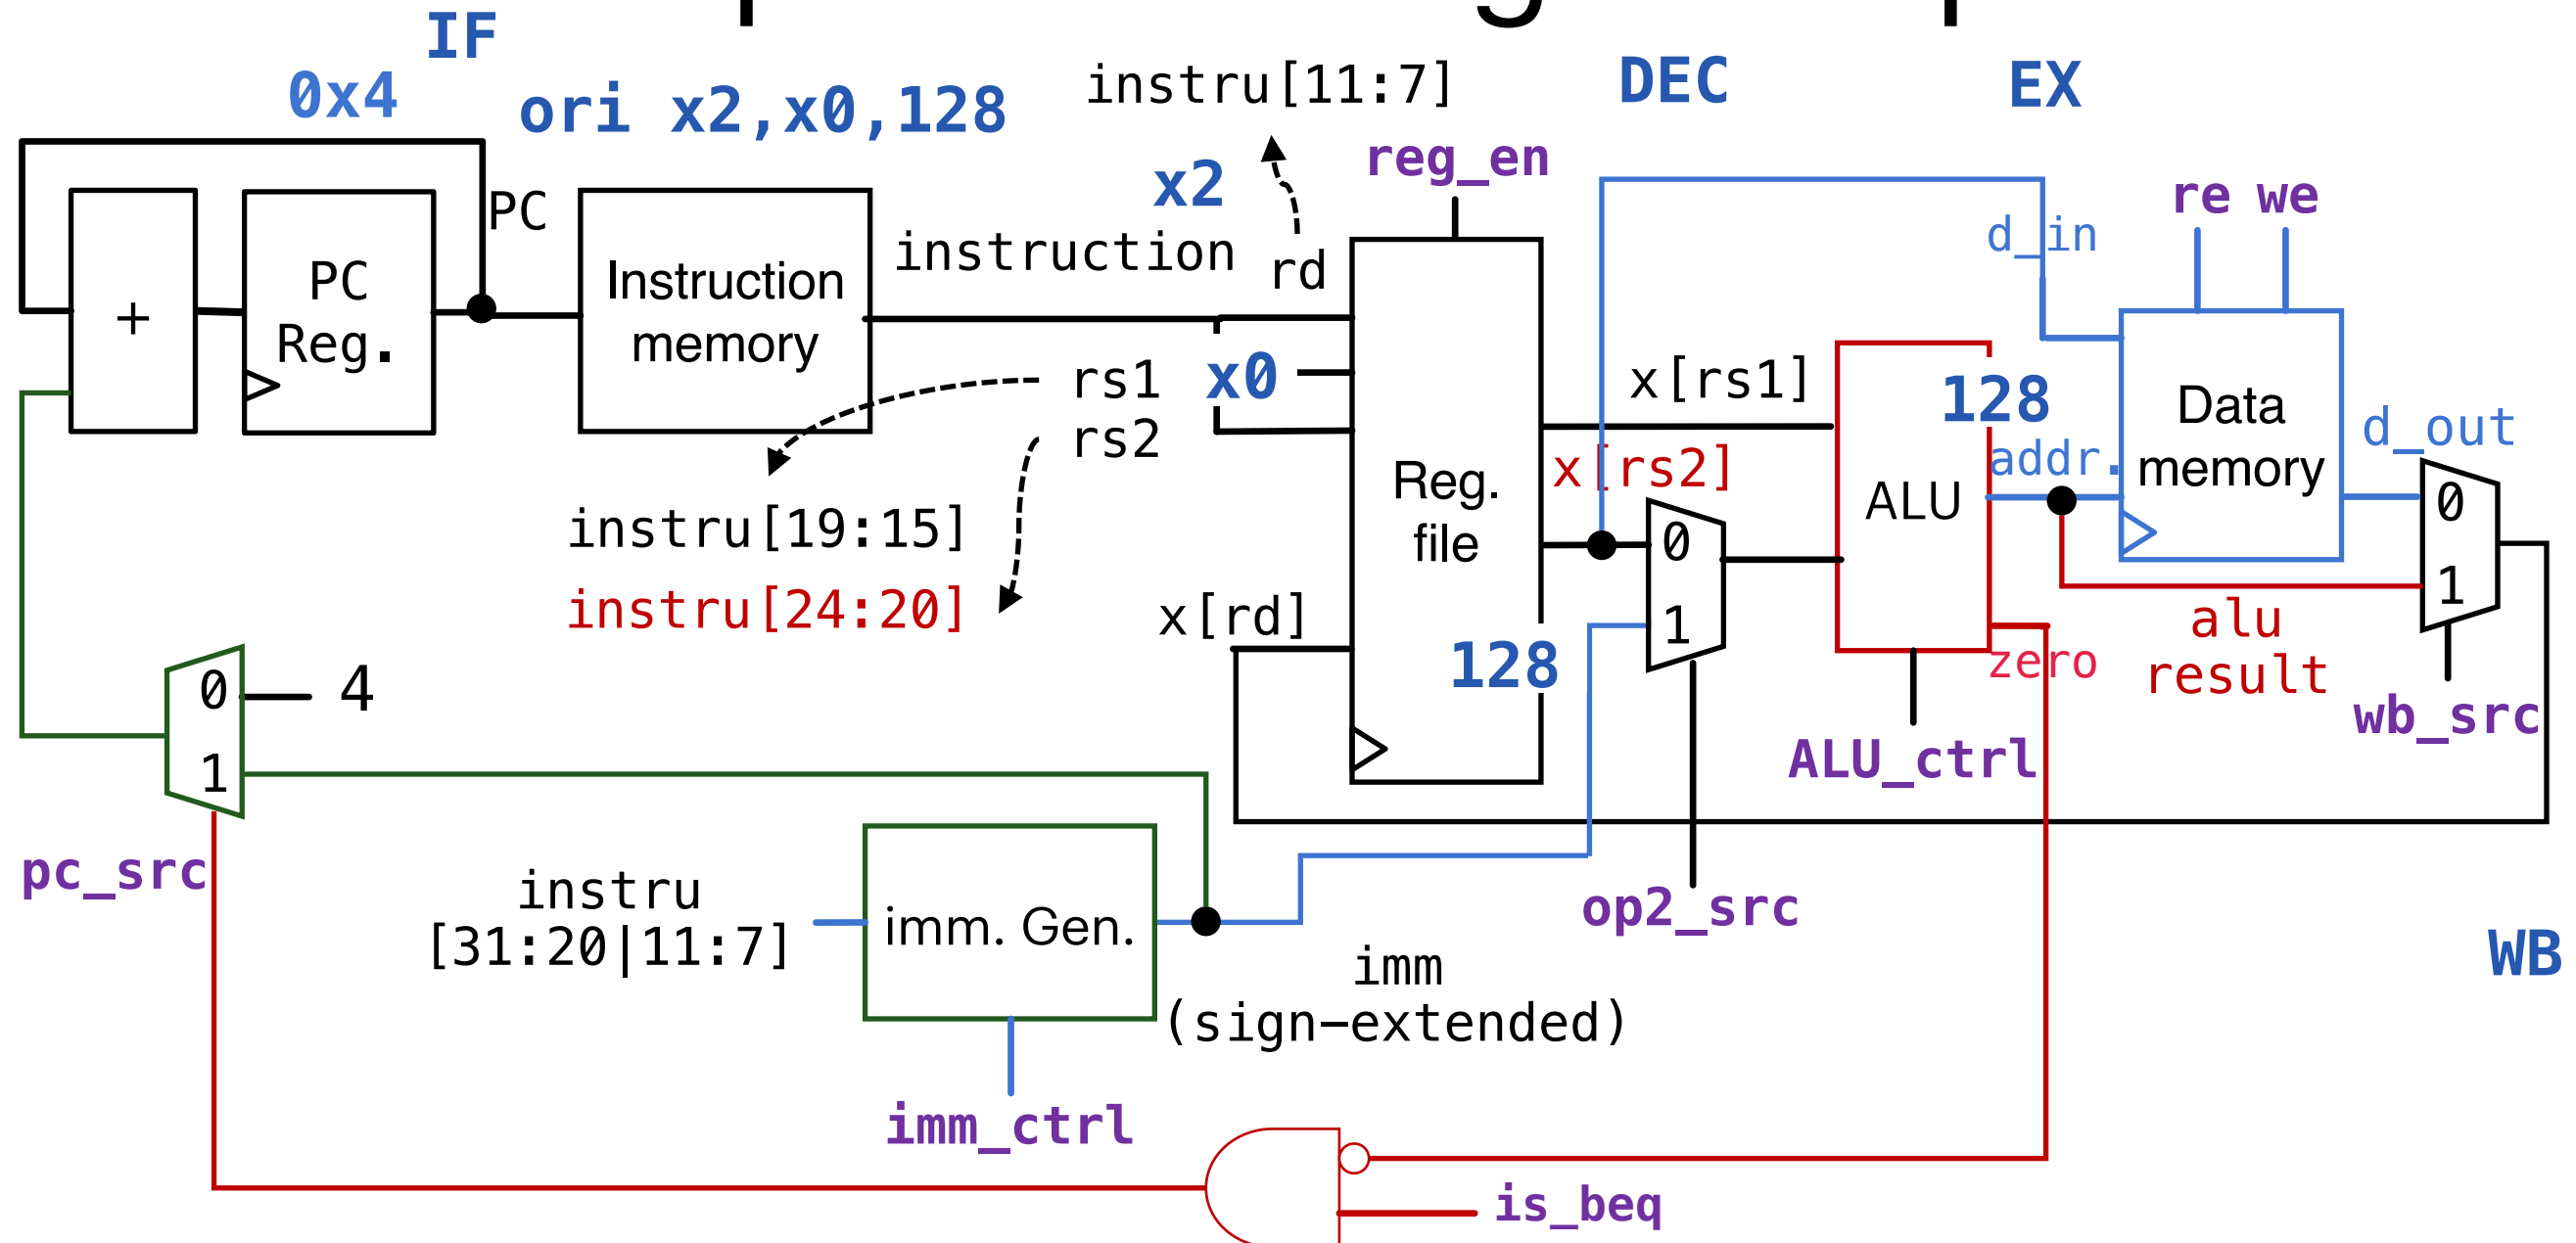 IF
0x4
ori x2,x0,128
instru[11:7]
DEC
EX
x2
reg_en
re we
PC
d_in
instruction
rd
+
PC
Reg.
Instruction
memory
rs1
x0
rs2
x[rs1]
128
Data
memory
d_out
addr.
x[rs2]
Reg.
file
ALU
0
1
0
1
instru[19:15]
instru[24:20]
x[rd]
128
zero
alu
result
wb_src
0
4
1
ALU_ctrl
pc_src
instru
[31:20|11:7]
imm. Gen.
op2_src
imm
(sign-extended)
WB
imm_ctrl
is_beq